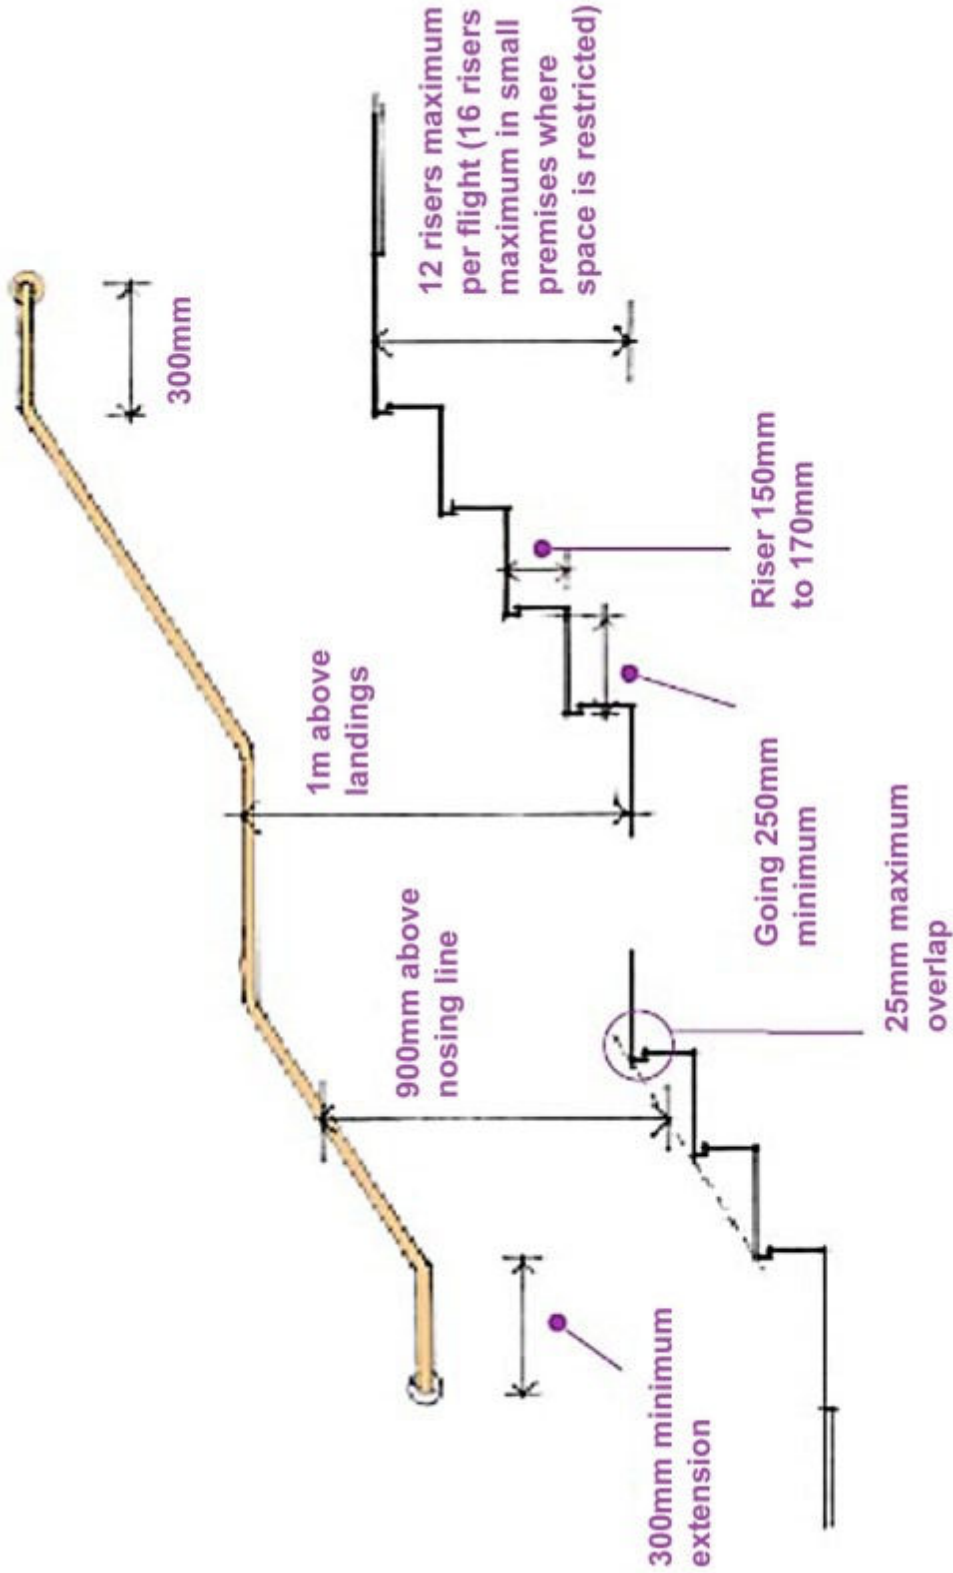 300mm
12 risers maximum
per flight (16 risers
maximum in small
premises where
space is restricted)
1m above
landings
900mm above
nosing line
Riser 150mm
to 170mm
Going 250mm
minimum
300mm minimum
extension
25mm maximum
overlap